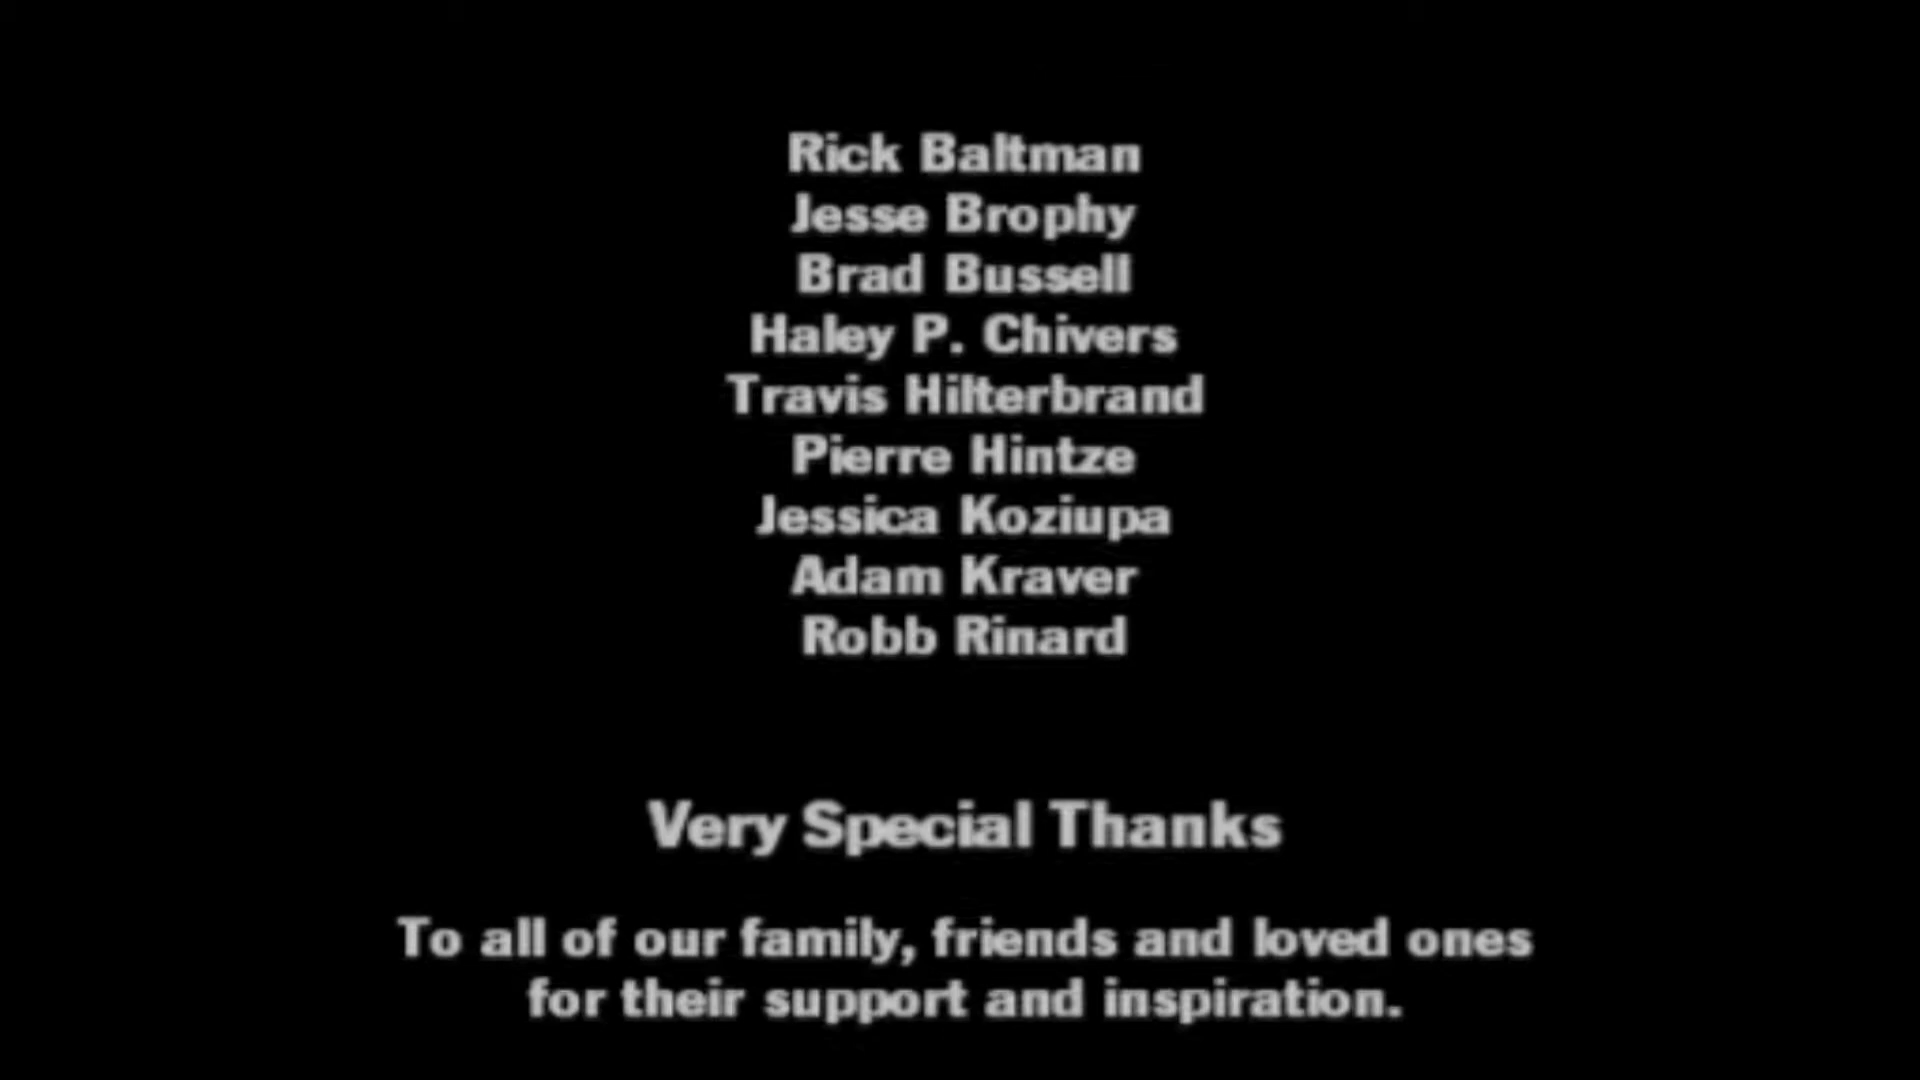 Rick Baltman
Jesse Brophy
Brad Bussell
Haley P. Chivers
Travis Hilterbrand
Pierre Hintze
Jessica Koziupa
Adam Kraver
Robb Rinard
Very Special Thanks
To all of our family, friends and loved ones
for their support and inspiration.